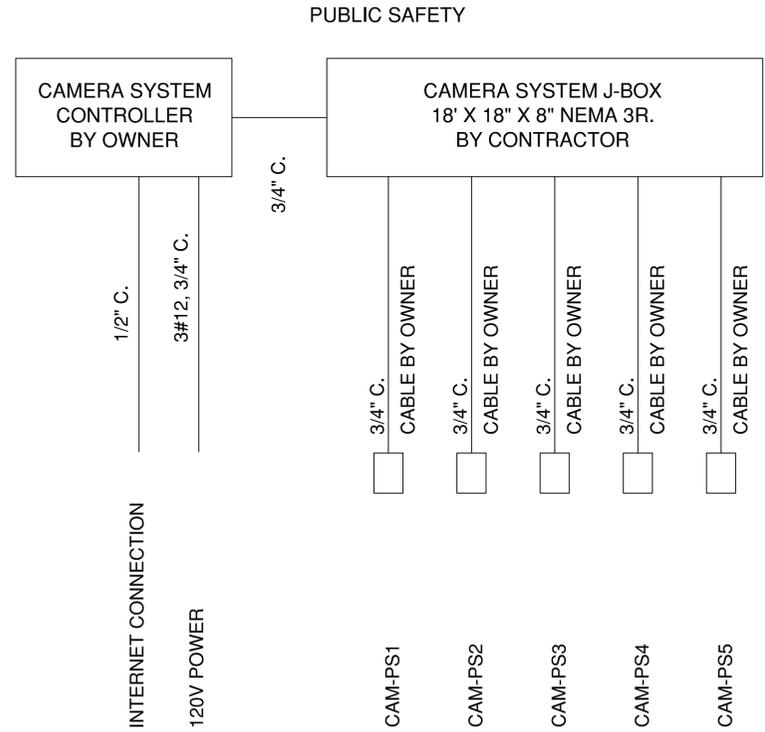 PUBLIC SAFETY
CAMERA SYSTEM
CONTROLLER
BY OWNER
CAMERA SYSTEM J-BOX
18' X 18" X 8" NEMA 3R.
BY CONTRACTOR
3/4" C.
1/2" C.
3#12, 3/4" C.
3/4" C.
CABLE BY OWNER
3/4" C.
CABLE BY OWNER
3/4" C.
CABLE BY OWNER
3/4" C.
CABLE BY OWNER
3/4" C.
CABLE BY OWNER
INTERNET CONNECTION
120V POWER
CAM-PS1
CAM-PS2
CAM-PS3
CAM-PS4
CAM-PS5